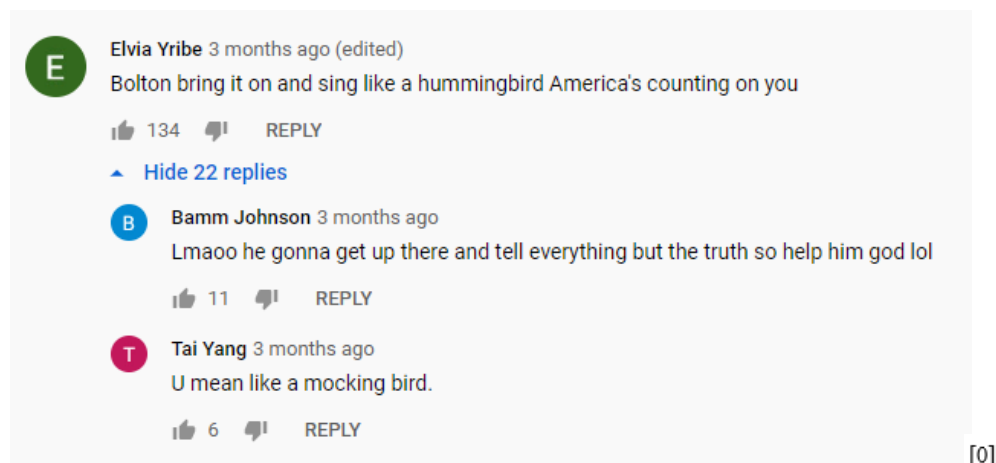 E
Elvia Yribe 3 months ago (edited)
Bolton bring it on and sing like a hummingbird America's counting on you
134 REPLY
Hide 22 replies
B
Bamm Johnson 3 months ago
Lmaoo he gonna get up there and tell everything but the truth so help him god lol
11 REPLY
T
Tai Yang 3 months ago
U mean like a mocking bird.
6 REPLY
[0]